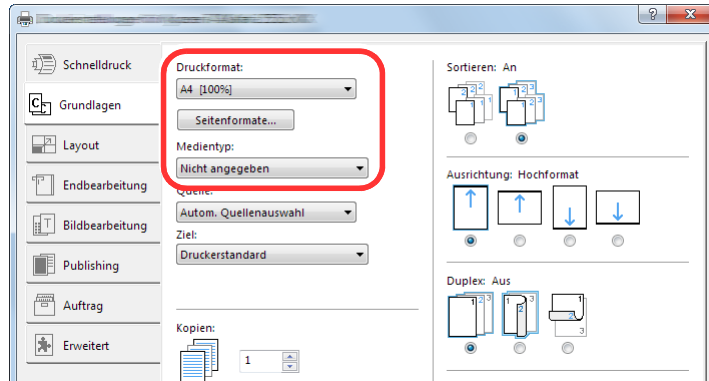 Schnelldruck
Grundlagen
Layout
Endbearbeitung
Bildbearbeitung
Publishing
Auftrag
Erweitert
Druckformat:
A4 [100%]
Seitenformate...
Medientyp:
Nicht angegeben
Quelle:
Autom. Quellenauswahl
Ziel:
Druckerstandard
Kopien:
1
Sortieren: An
Ausrichtung: Hochformat
Duplex: Aus